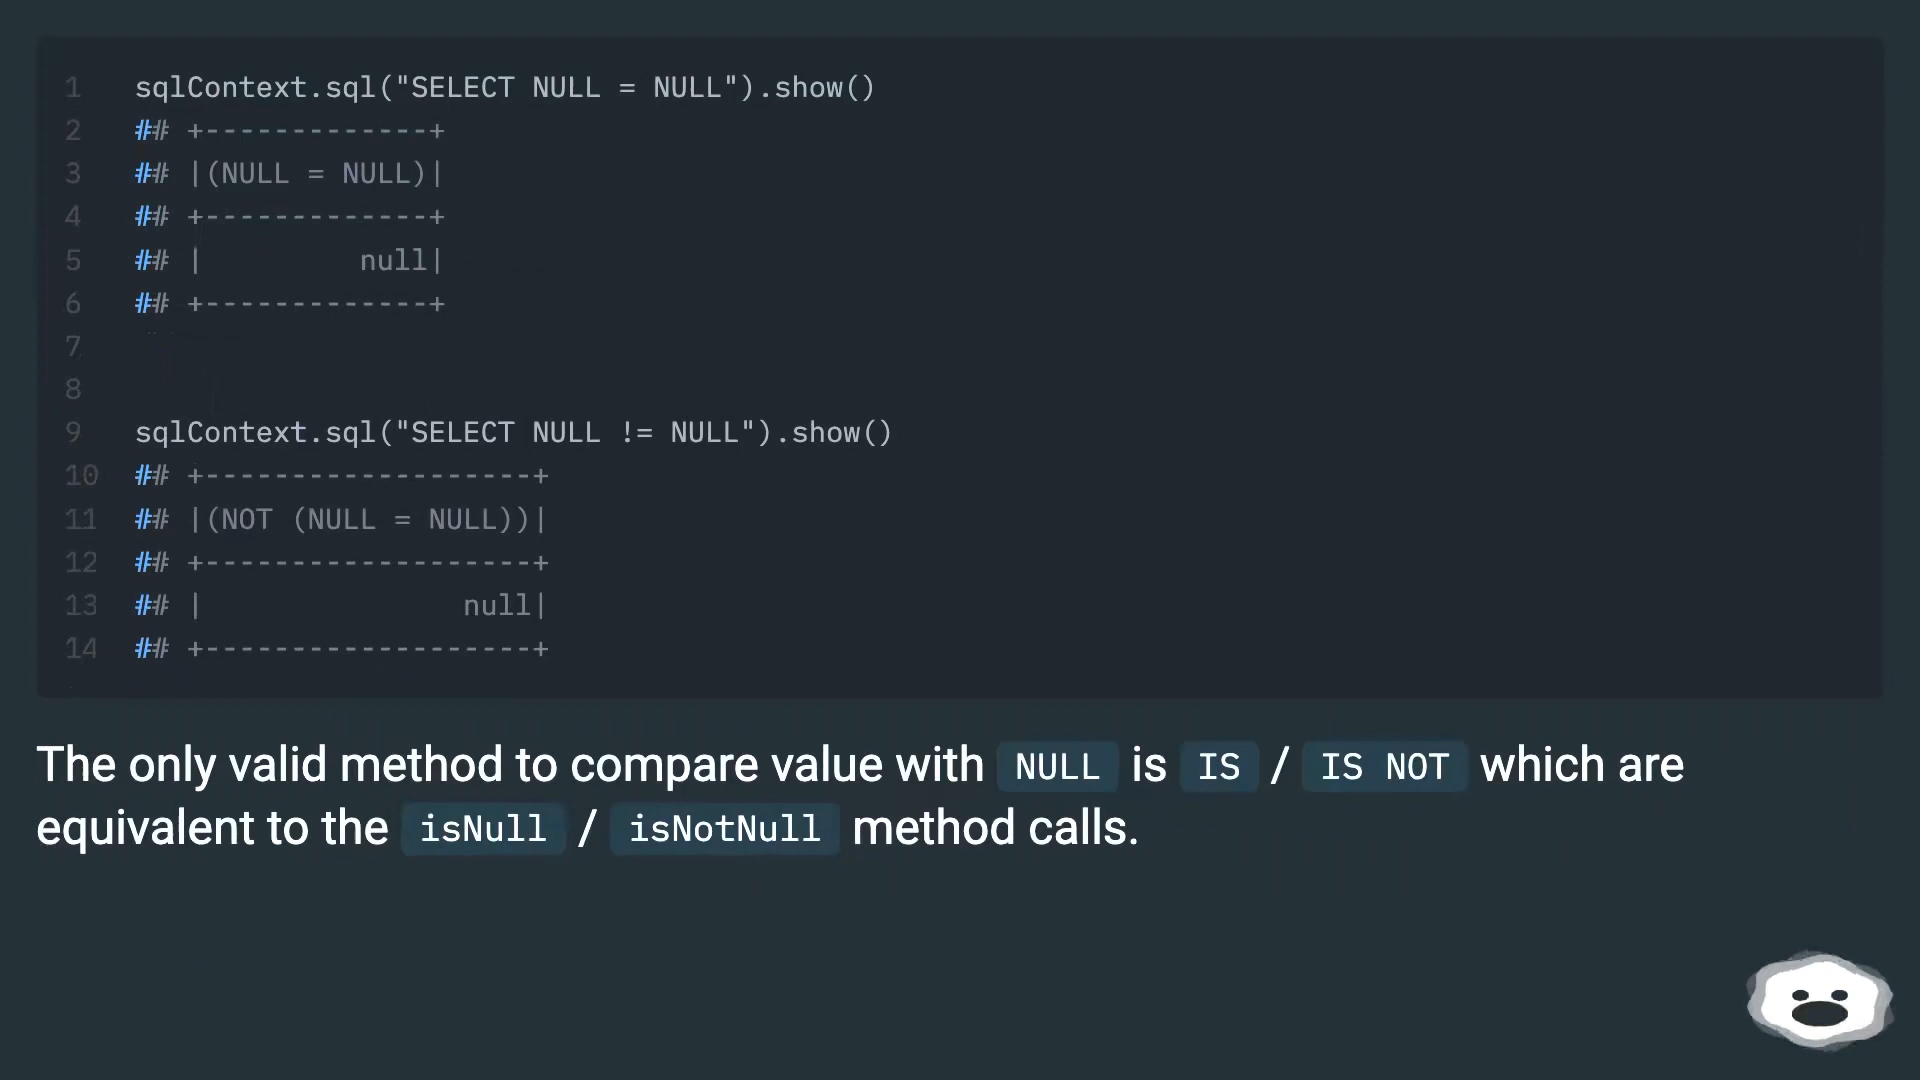 1 sqlContext.sql("SELECT NULL = NULL").show()
2 ## +-------------+
3 ## |(NULL = NULL)|
4 ## +-------------+
5 ## |         null|
6 ## +-------------+
7
8
9 sqlContext.sql("SELECT NULL != NULL").show()
10 ## +-------------------+
11 ## |(NOT (NULL = NULL))|
12 ## +-------------------+
13 ## |               null|
14 ## +-------------------+
The only valid method to compare value with NULL is IS / IS NOT which are
equivalent to the isNull / isNotNull method calls.